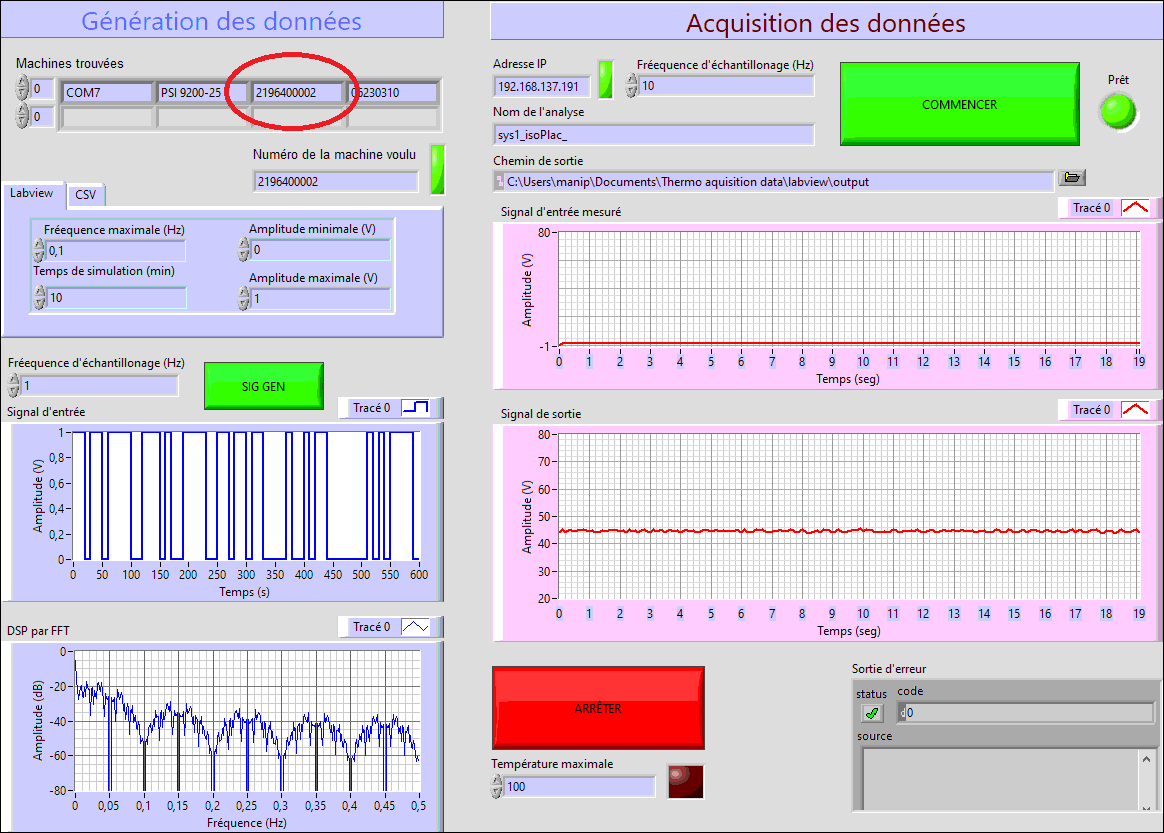 Génération des données
Machines trouvées
0
COM7 PSI 9200-25 2196400002 06230310
0
Numéro de la machine voulu
2196400002
Labview CSV
Fréequence maximale (Hz)
0,1
Amplitude minimale (V)
0
Temps de simulation (min)
10
Amplitude maximale (V)
1
Fréequence d'échantillonage (Hz)
1
SIG GEN
Signal d'entrée
Tracé 0
Amplitude (V)
1
0,8
0,6
0,4
0,2
0
0 50 100 150 200 250 300 350 400 450 500 550 600
Temps (s)
DSP par FFT
Tracé 0
Amplitude (dB)
0
-20
-40
-60
-80
0 0,05 0,1 0,15 0,2 0,25 0,3 0,35 0,4 0,45 0,5
Fréquence (Hz)
Acquisition des données
Adresse IP
192.168.137.191
Fréequence d'échantillonage (Hz)
10
COMMENCER
Prêt
Nom de l'analyse
sys1_isoPlac_
Chemin de sortie
C:\Users\manip\Documents\Thermo aquisition data\labview\output
Signal d'entrée mesuré
Tracé 0
Amplitude (V)
80
-1
0 1 2 3 4 5 6 7 8 9 10 11 12 13 14 15 16 17 18 19
Temps (seg)
Signal de sortie
Tracé 0
Amplitude (V)
80
70
60
50
40
30
20
0 1 2 3 4 5 6 7 8 9 10 11 12 13 14 15 16 17 18 19
Temps (seg)
ARRÊTER
Température maximale
100
Sortie d'erreur
status code
d0
source